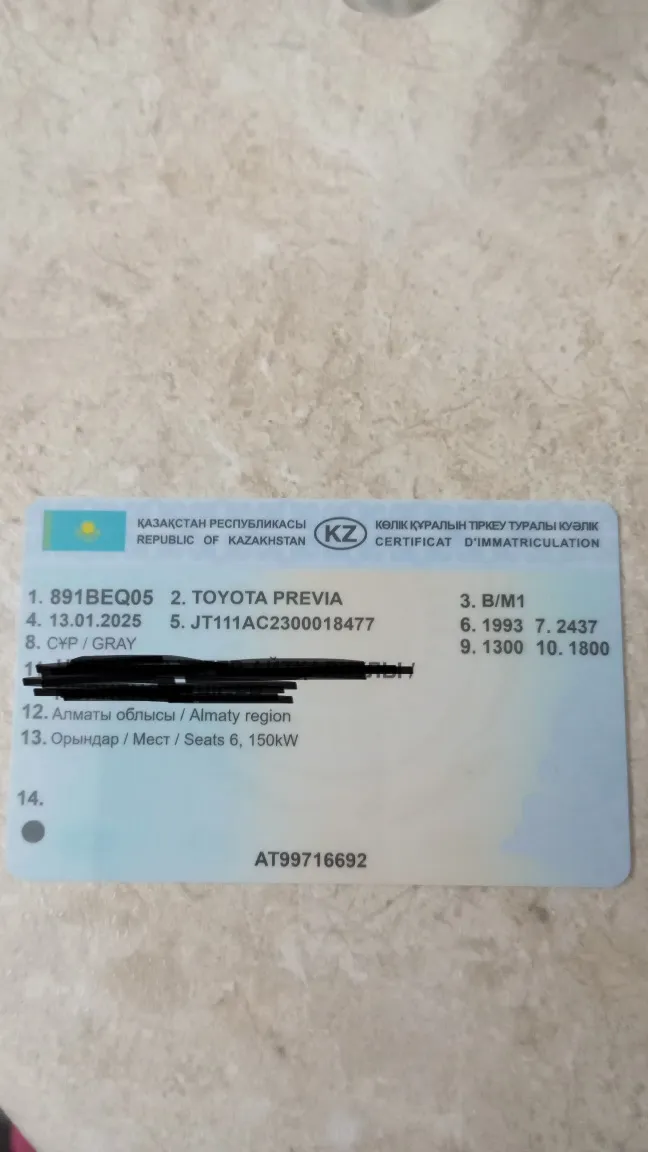 ҚАЗАҚСТАН РЕСПУБЛИКАСЫ
REPUBLIC OF KAZAKHSTAN
KZ
КӨЛІК ҚҰРАЛЫН ТІРКЕУ ТУРАЛЫ КУӘЛІК
CERTIFICAT D'IMMATRICULATION
1. 891BEQ05 2. TOYOTA PREVIA 3. B/M1
4. 13.01.2025 5. JT111AC2300018477 6. 1993 7. 2437
8. СҰР / GRAY 9. 1300 10. 1800
12. Алматы облысы / Almaty region
13. Орындар / Мест / Seats 6, 150kW
14.
AT99716692